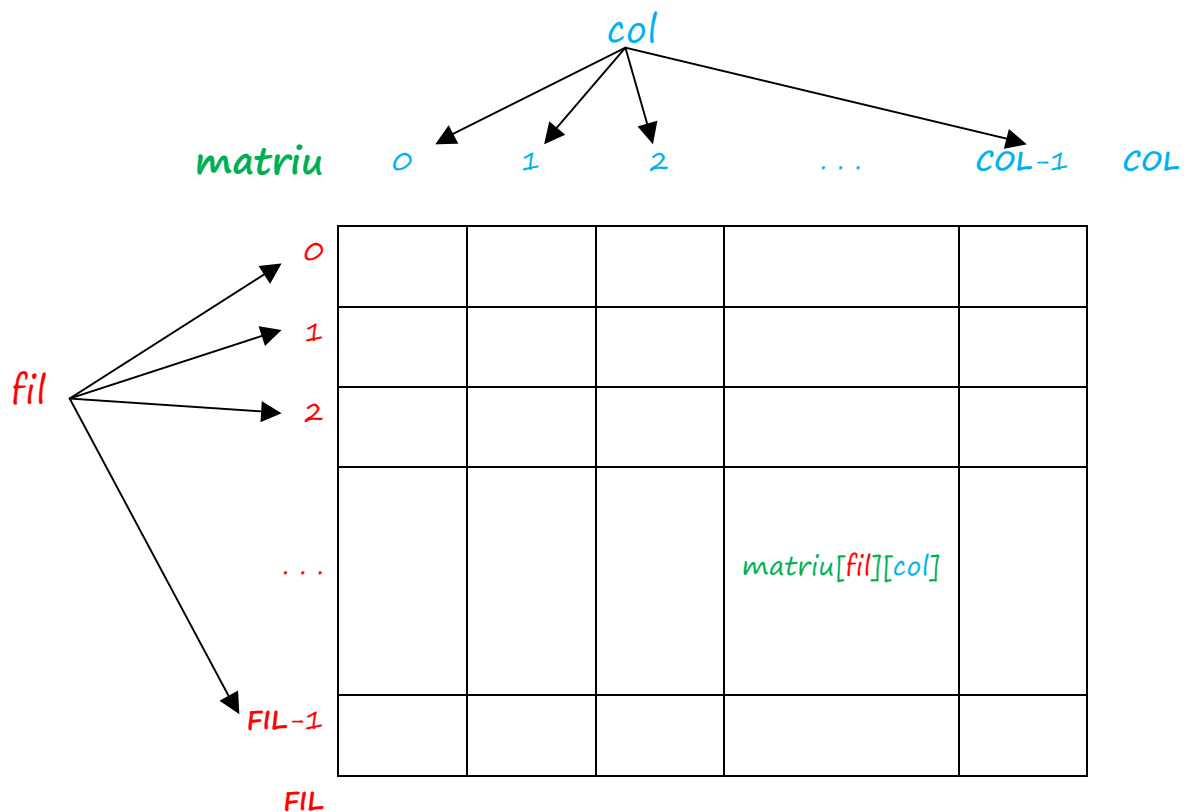 col
matriu 0 1 2 ... COL-1 COL
0
1
fil
2
... matriu[fil][col]
FIL-1
FIL